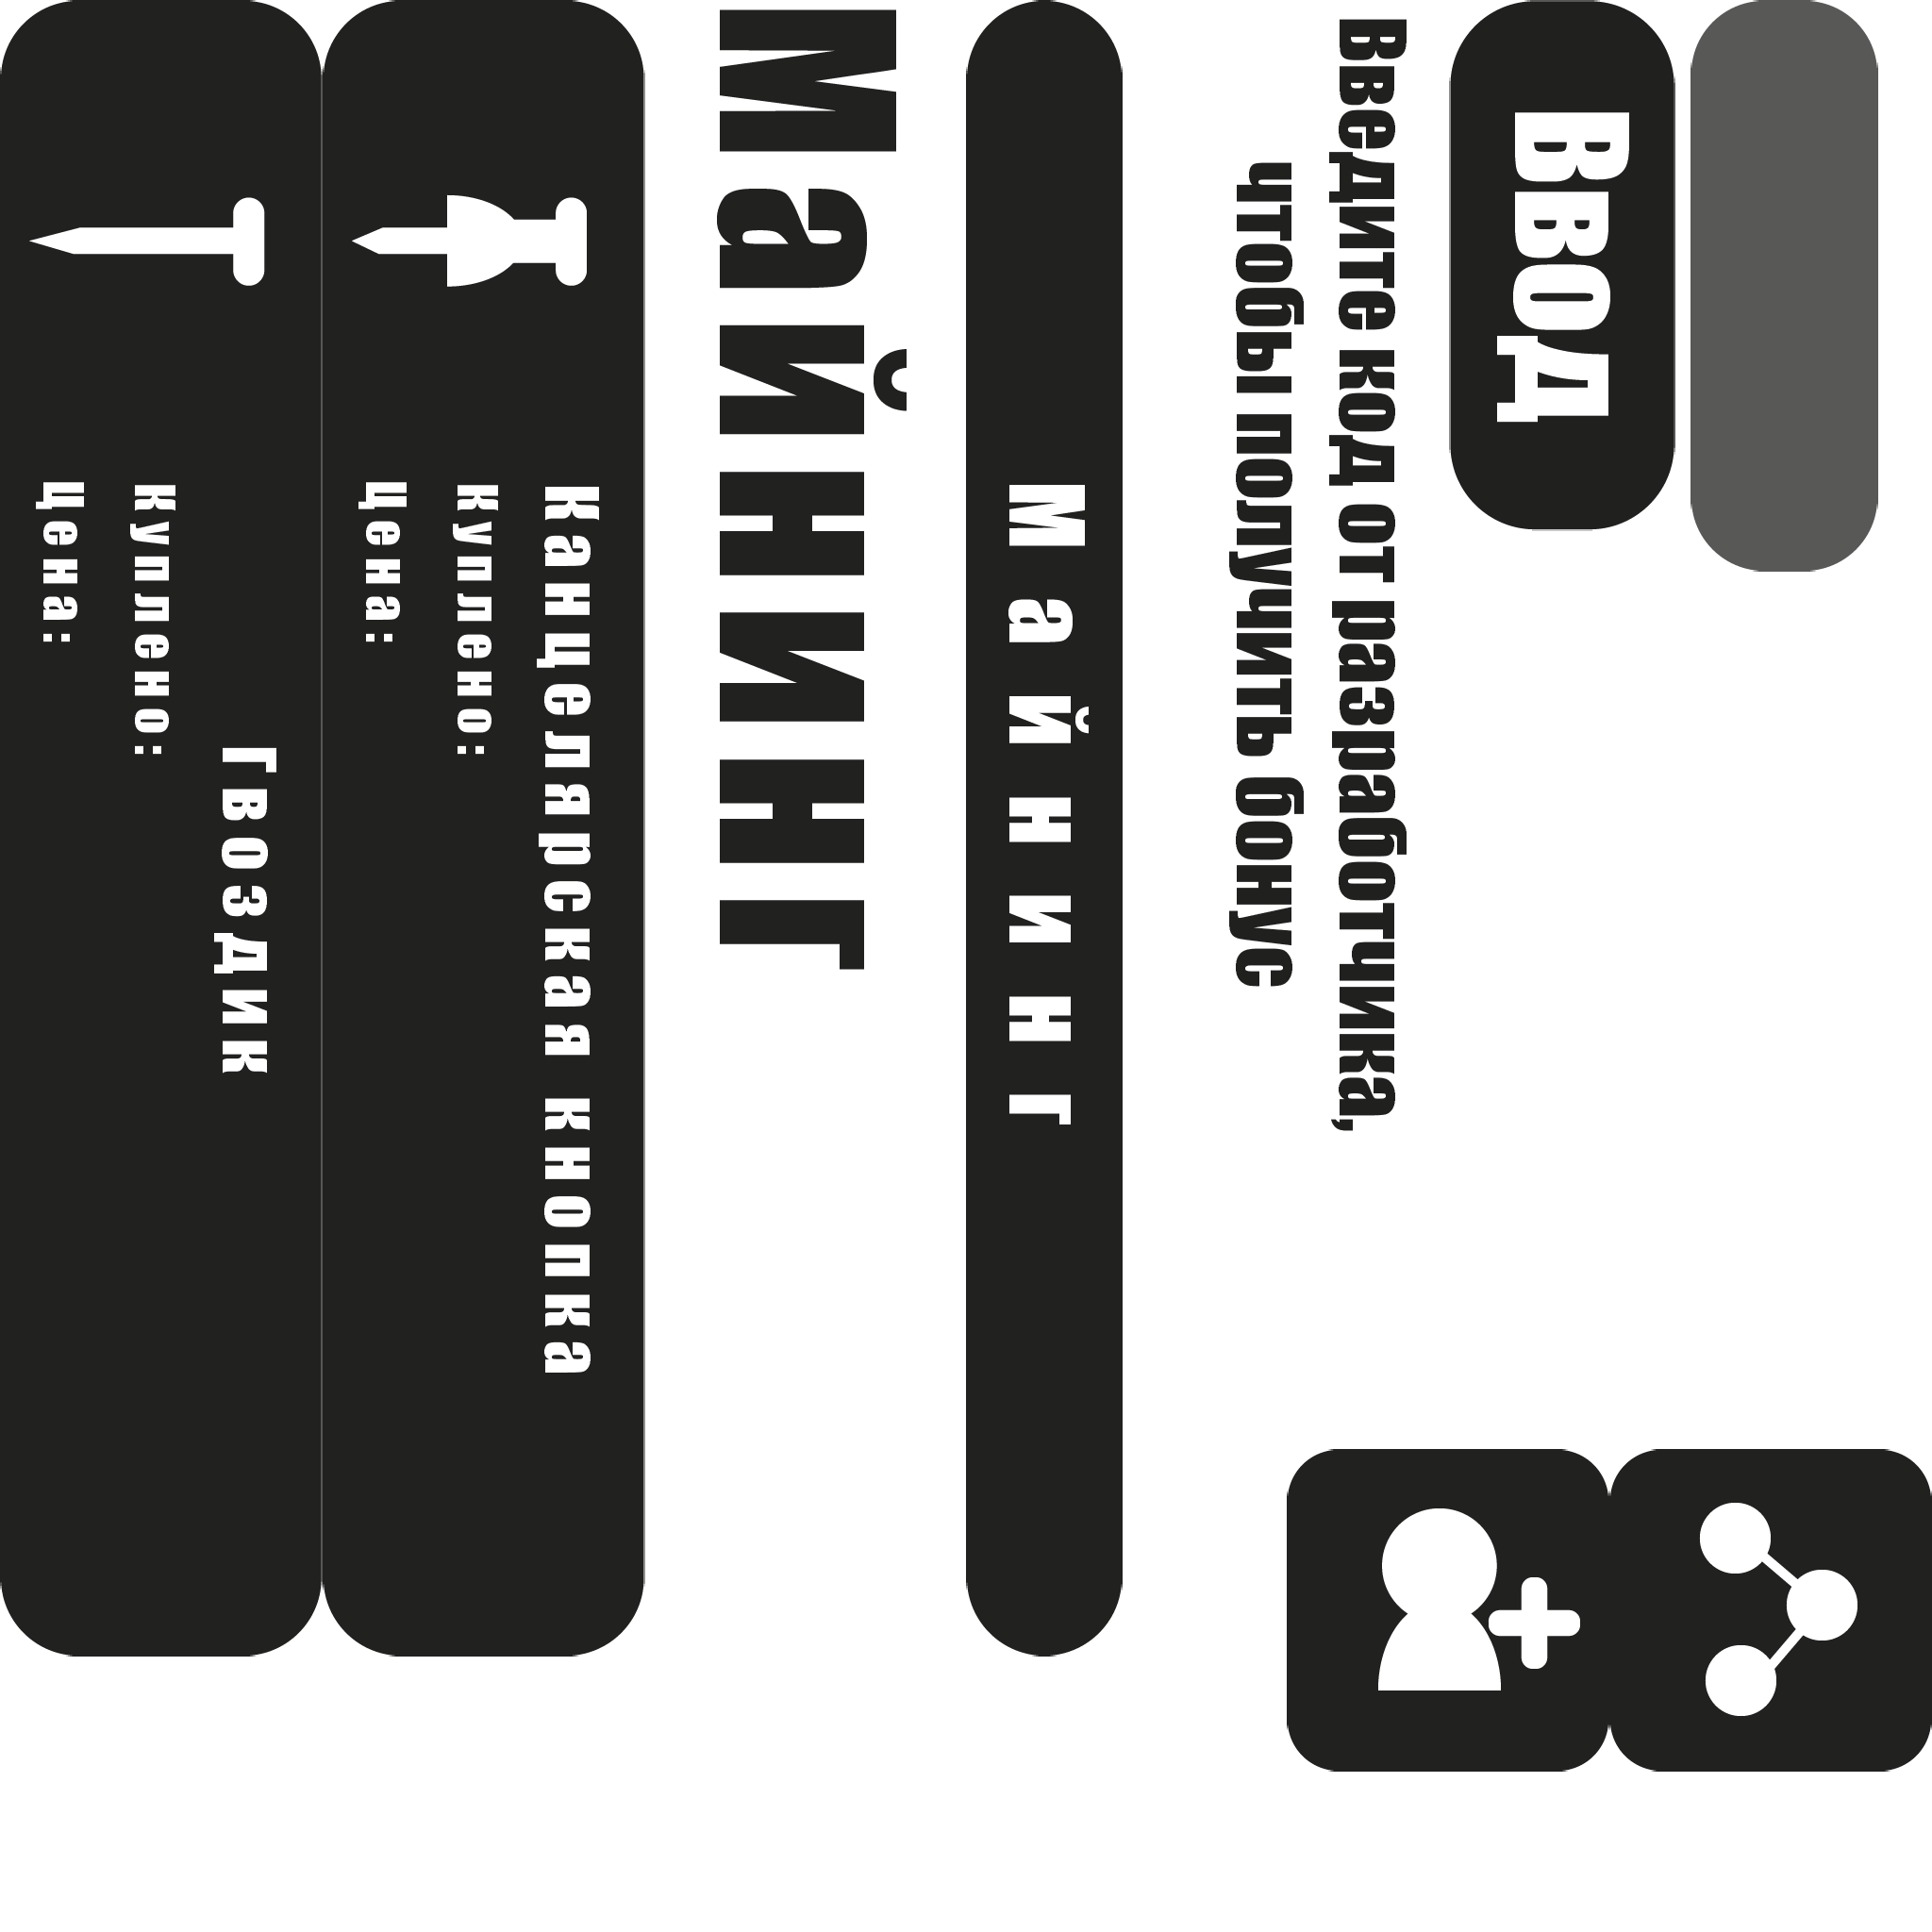 Ввод
Введите код от разработчика,
чтобы получить бонус
Майнинг
Майнинг
Канцелярская кнопка
Куплено:
Цена:
Гвоздик
Куплено:
Цена: